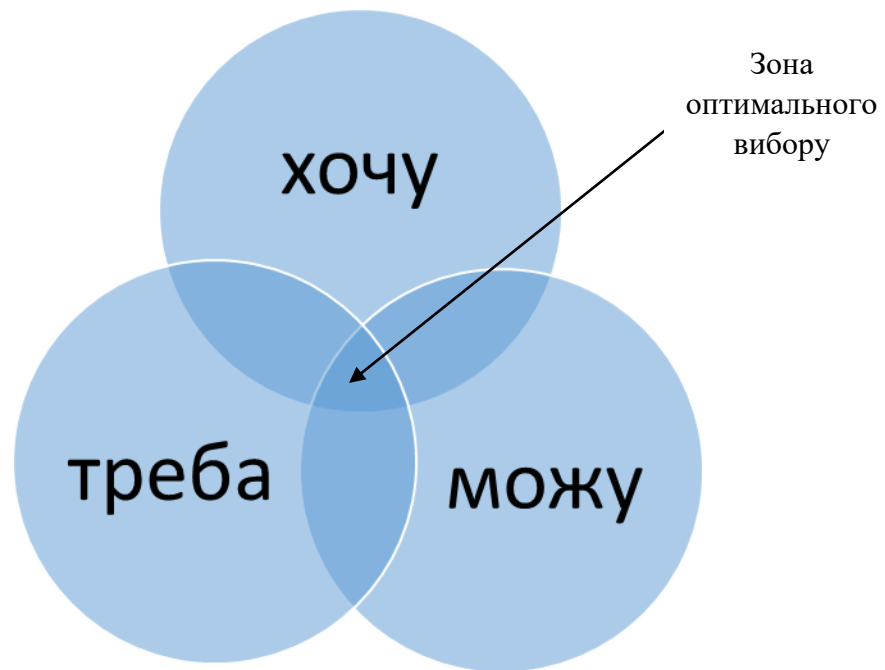 Зона
оптимального
вибору
хочу
треба
можу